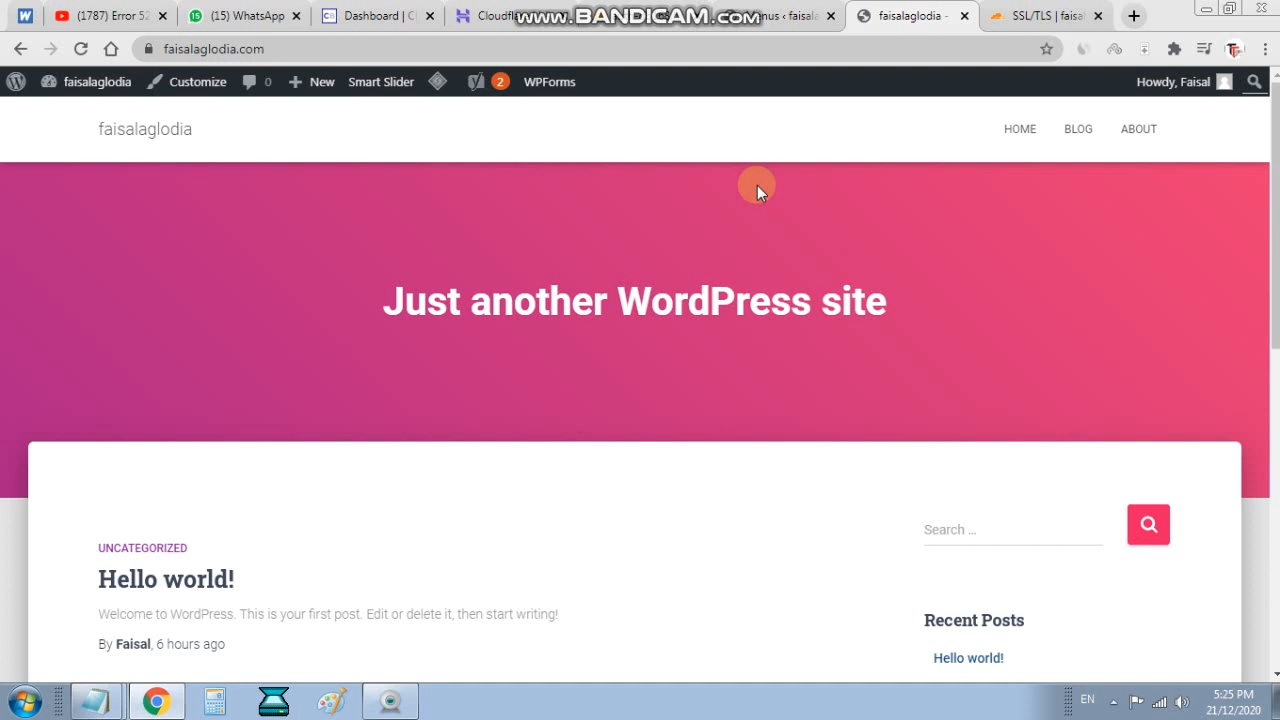 (1187) Error 52
(15) WhatsApp
Dashboard | C
Cloudfl
www.BANDICAM.com
nus ‹ faisala
faisalaglodia -
SSL/TLS | faisal
faisalaglodia.com
faisalaglodia
Customize
0
New
Smart Slider
2
WPForms
Howdy, Faisal
faisalaglodia
HOME
BLOG
ABOUT
Just another WordPress site
UNCATEGORIZED
Hello world!
Welcome to WordPress. This is your first post. Edit or delete it, then start writing!
By Faisal, 6 hours ago
Search …
Recent Posts
Hello world!
EN
5:25 PM
21/12/2020